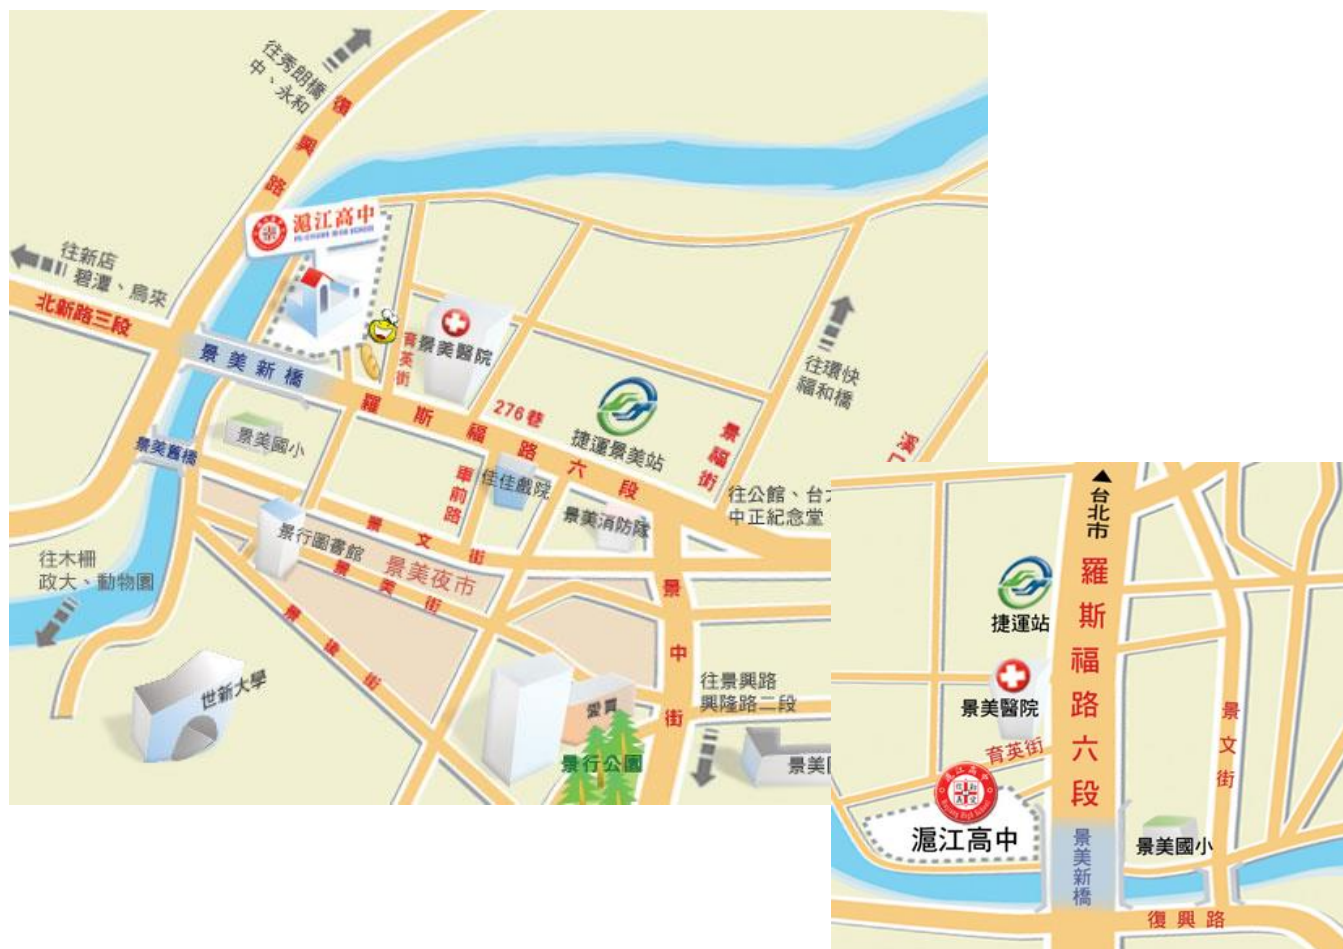 往秀朗橋
中、永和
復興路
滬江高中
HU-CHIANG HIGH SCHOOL
往新店
碧潭、烏來
北新路三段
景美新橋
育英街
景美醫院
276巷
羅斯福路六段
捷運景美站
景福街
往環快
福和橋
景美國小
景美舊橋
車前路
佳佳戲院
景美消防隊
往公館、台
中正紀念堂
景行圖書館
景文街
景美夜市
景美街
景後街
景中街
往木柵
政大、動物園
世新大學
愛買
景行公園
往景興路
興隆路二段
景美
台北市
羅斯福路六段
捷運站
景美醫院
育英街
滬江高中
滬江高中
景文街
景美國小
景美新橋
復興路